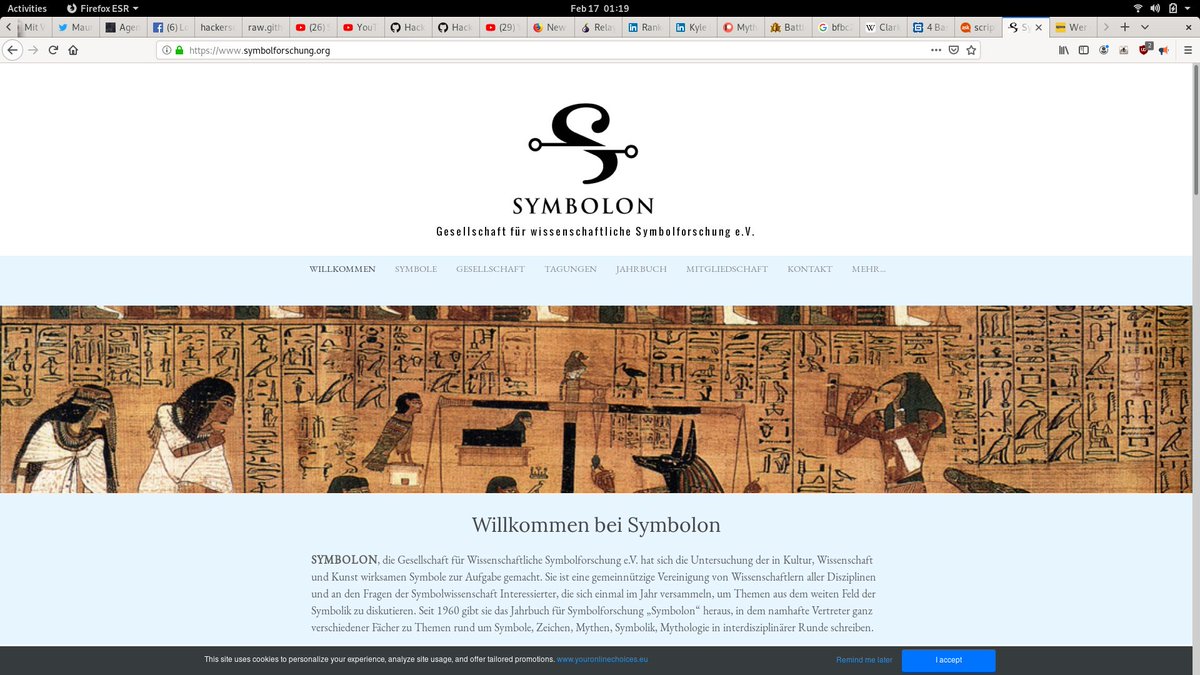 Activities Firefox ESR Feb 17 01:19
Mit V Mau Agen (6) Lo hackers raw.gith (26) YouT Hack Hack (29) New Rela Rank Kyle Myth Battl bfbc2 Clark 4 Bas scrip Sy Wer
https://www.symbolforschung.org
SYMBOLON
Gesellschaft für wissenschaftliche Symbolforschung e.V.
WILLKOMMEN SYMBOLE GESELLSCHAFT TAGUNGEN JAHRBUCH MITGLIEDSCHAFT KONTAKT MEHR...
Willkommen bei Symbolon
SYMBOLON, die Gesellschaft für Wissenschaftliche Symbolforschung e.V. hat sich die Untersuchung der in Kultur, Wissenschaft
und Kunst wirksamen Symbole zur Aufgabe gemacht. Sie ist eine gemeinnützige Vereinigung von Wissenschaftlern aller Disziplinen
und an den Fragen der Symbolwissenschaft Interessierter, die sich einmal im Jahr versammeln, um Themen aus dem weiten Feld der
Symbolik zu diskutieren. Seit 1960 gibt sie das Jahrbuch für Symbolforschung „Symbolon“ heraus, in dem namhafte Vertreter ganz
verschiedener Fächer zu Themen rund um Symbole, Zeichen, Mythen, Symbolik, Mythologie in interdisziplinärer Runde schreiben.
This site uses cookies to personalize your experience, analyze site usage, and offer tailored promotions. www.youronlinechoices.eu
Remind me later
I accept